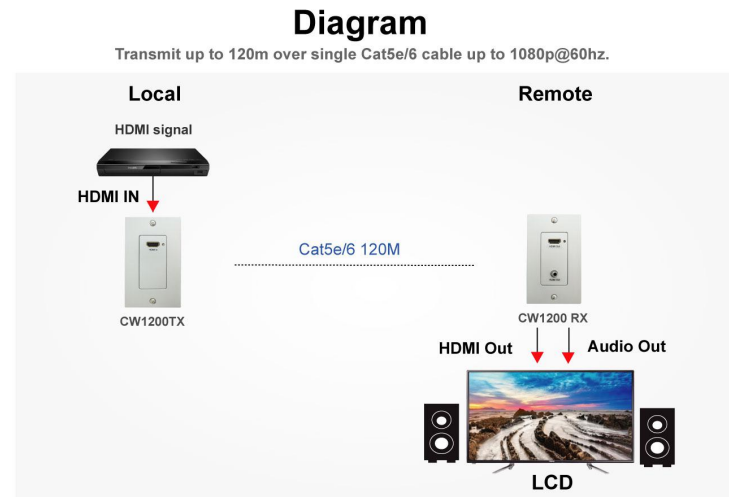 Diagram
Transmit up to 120m over single Cat5e/6 cable up to 1080p@60hz.
Local
Remote
HDMI signal
HDMI IN
Cat5e/6 120M
CW1200TX
CW1200 RX
HDMI Out
Audio Out
LCD